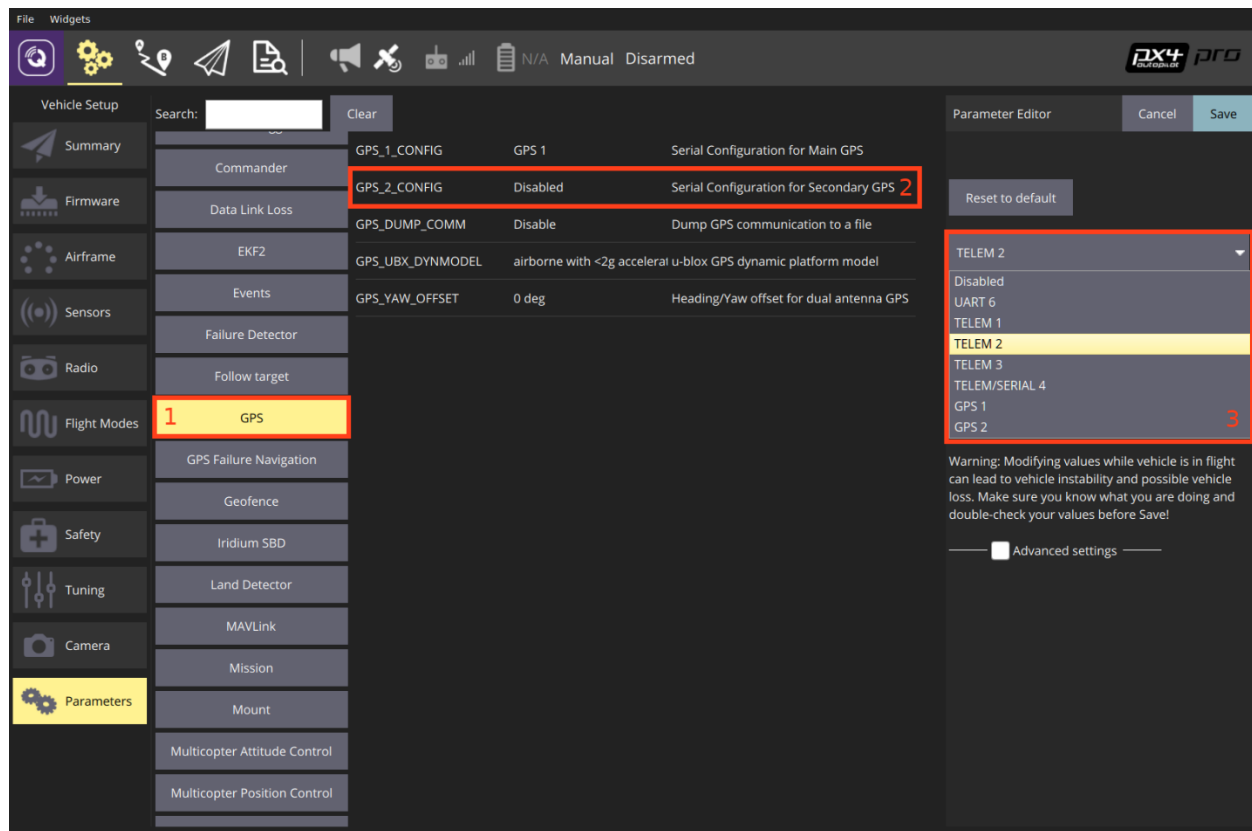 File Widgets
N/A Manual Disarmed
px4 pro
autopilot
Vehicle Setup
Summary
Firmware
Airframe
Sensors
Radio
Flight Modes
Power
Safety
Tuning
Camera
Parameters
Search: Clear
Commander
Data Link Loss
EKF2
Events
Failure Detector
Follow target
1 GPS
GPS Failure Navigation
Geofence
Iridium SBD
Land Detector
MAVLink
Mission
Mount
Multicopter Attitude Control
Multicopter Position Control
GPS_1_CONFIG GPS 1 Serial Configuration for Main GPS
GPS_2_CONFIG Disabled Serial Configuration for Secondary GPS 2
GPS_DUMP_COMM Disable Dump GPS communication to a file
GPS_UBX_DYNMODEL airborne with <2g accelerat u-blox GPS dynamic platform model
GPS_YAW_OFFSET 0 deg Heading/Yaw offset for dual antenna GPS
Parameter Editor Cancel Save
Reset to default
TELEM 2
Disabled
UART 6
TELEM 1
TELEM 2
TELEM 3
TELEM/SERIAL 4
GPS 1
GPS 2 3
Warning: Modifying values while vehicle is in flight
can lead to vehicle instability and possible vehicle
loss. Make sure you know what you are doing and
double-check your values before Save!
Advanced settings